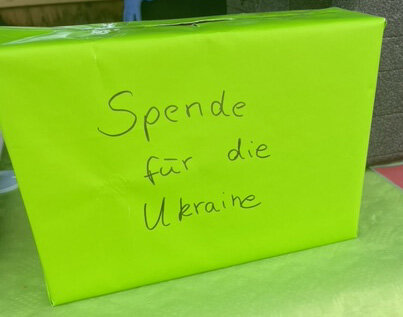 Spende
für die
Ukraine